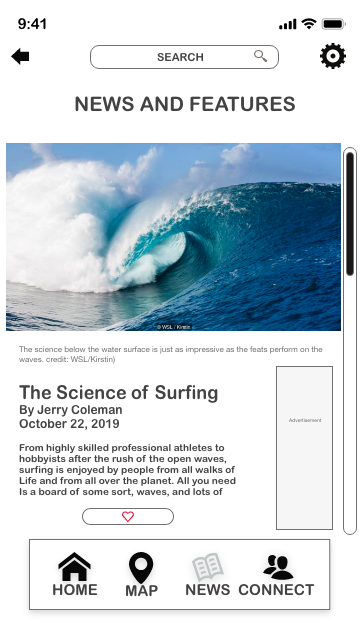 9:41
SEARCH
NEWS AND FEATURES
© WSL / Kirstin
The science below the water surface is just as impressive as the feats perform on the
waves. credit: WSL/Kirstin)
The Science of Surfing
By Jerry Coleman
October 22, 2019
Advertisement
From highly skilled professional athletes to
hobbyists after the rush of the open waves,
surfing is enjoyed by people from all walks of
Life and from all over the planet. All you need
Is a board of some sort, waves, and lots of
HOME
MAP
NEWS
CONNECT